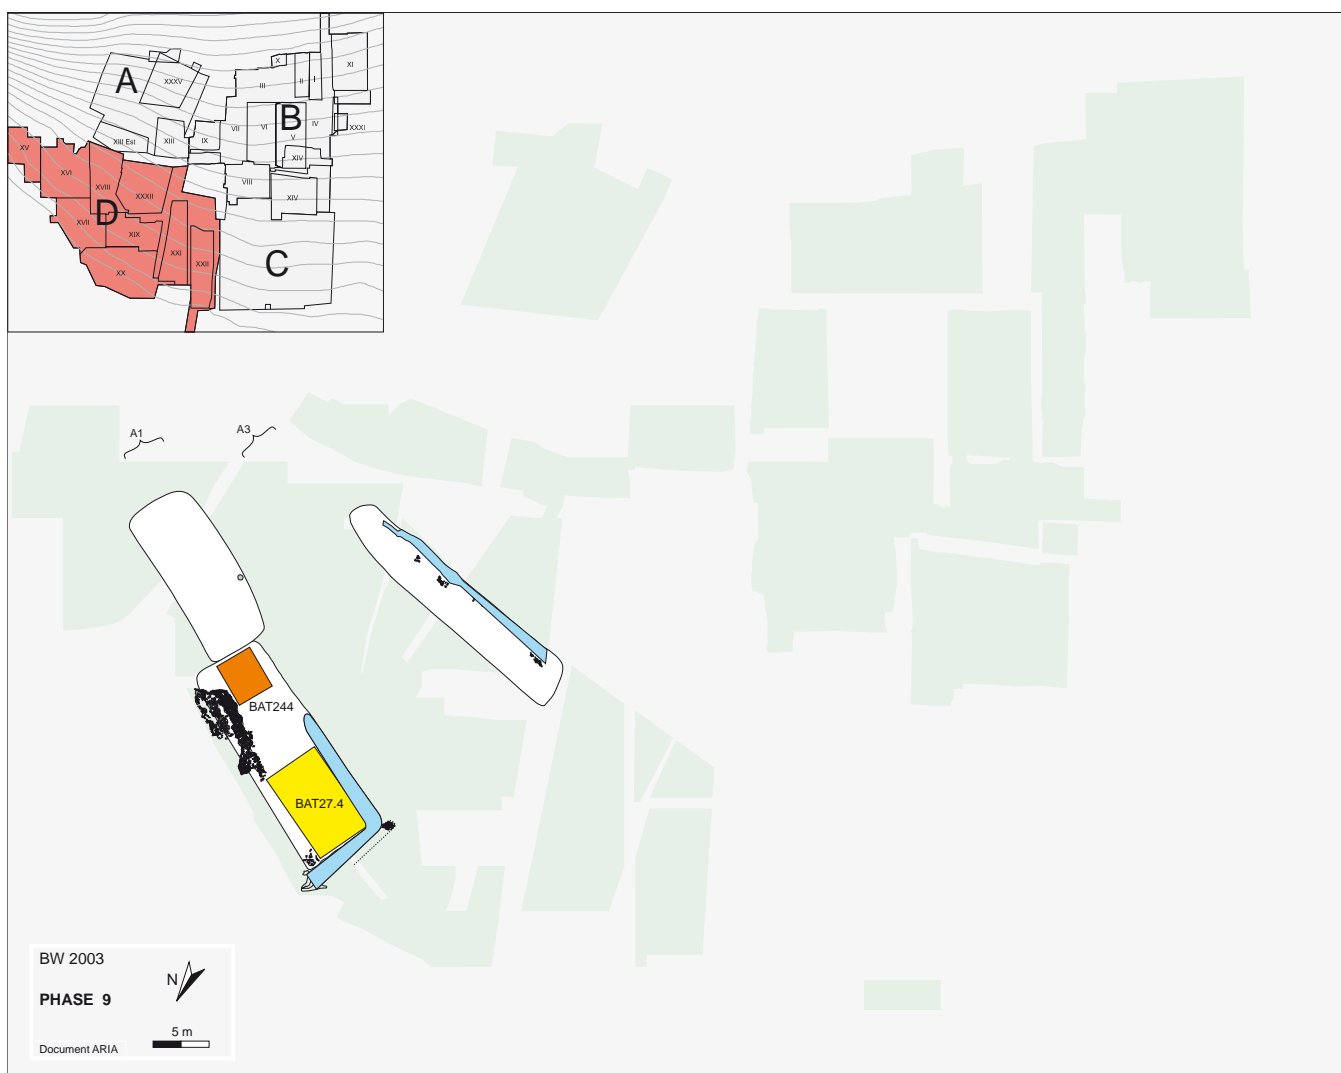 A
XXXV
X
XI
III
II
I
B
XIII Est
XIII
IX
VII
VI
V
IV
XXXI
XV
XVI
XIV
XVIII
XXXII
VIII
XIV
D
XVII
XIX
XXI
XXII
C
XX
A1
A3
BAT244
BAT27.4
BW 2003
N
PHASE 9
5 m
Document ARIA